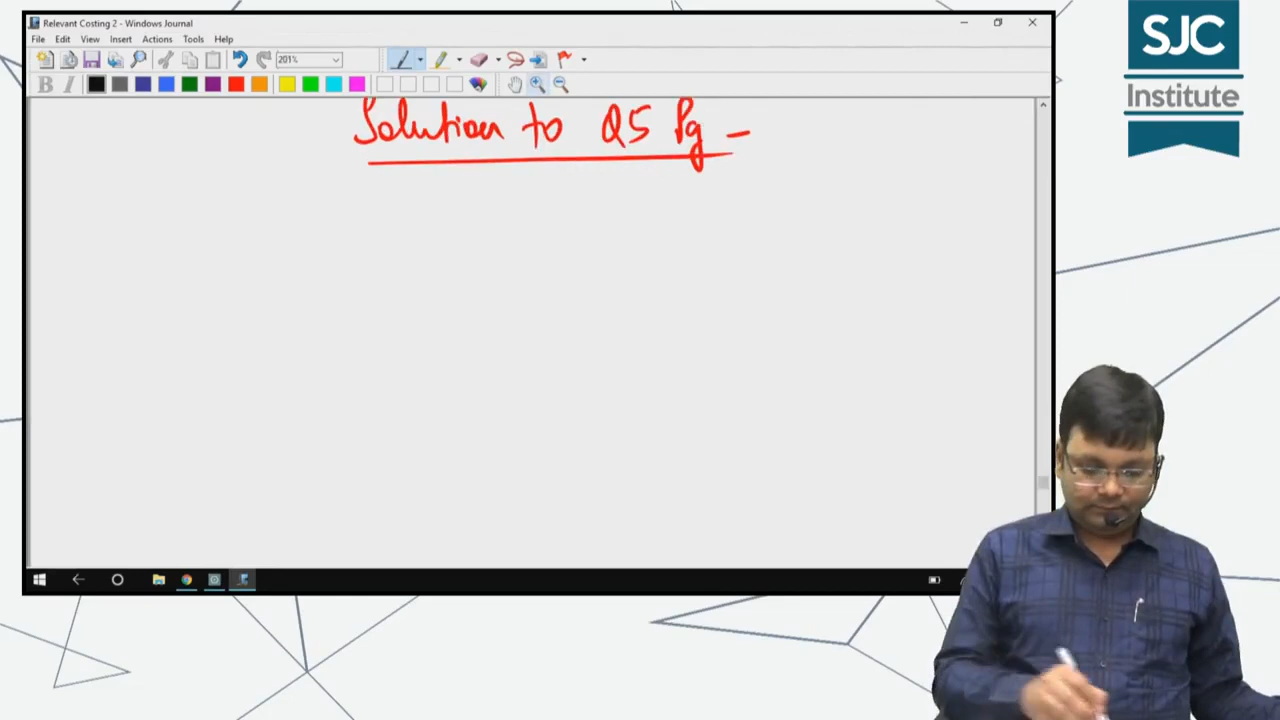 Relevant Costing 2 - Windows Journal
File Edit View Insert Actions Tools Help
201%
B I
Solution to Q5 Pg -
SJC
Institute